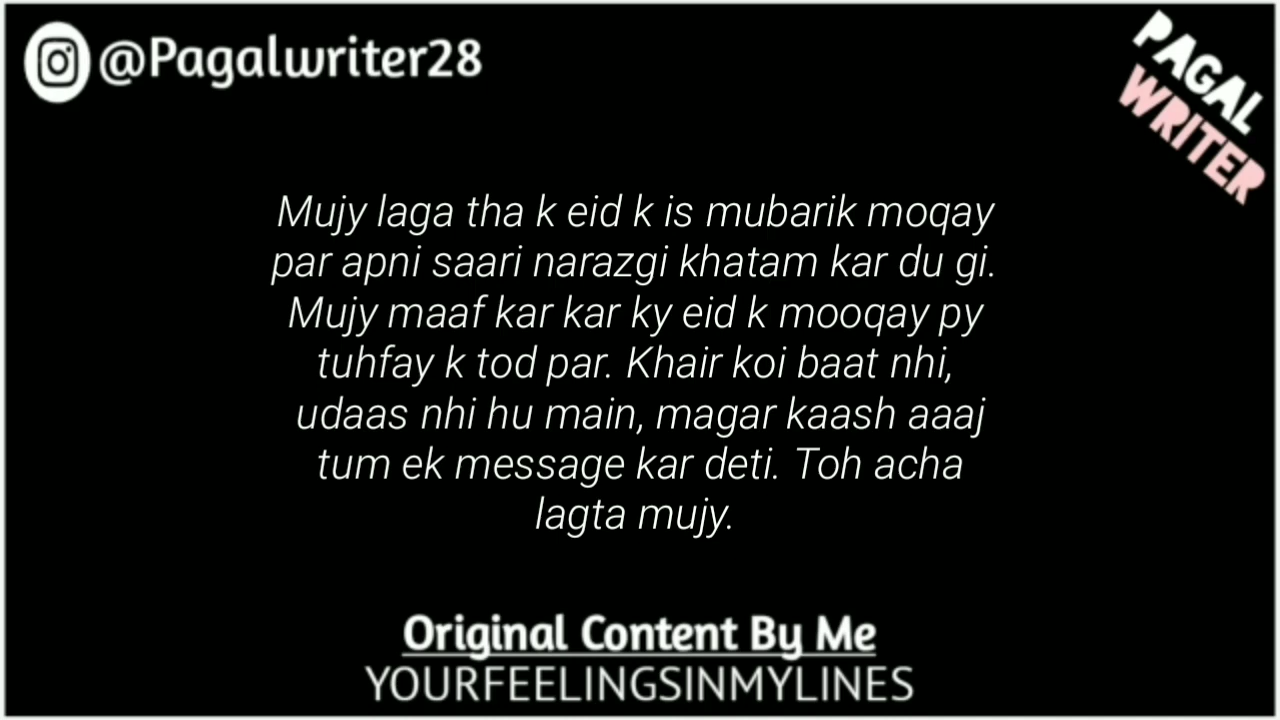 @Pagalwriter28
PAGAL
WRITER
Mujy laga tha k eid k is mubarik moqay
par apni saari narazgi khatam kar du gi.
Mujy maaf kar kar ky eid k mooqay py
tuhfay k tod par. Khair koi baat nhi,
udaas nhi hu main, magar kaash aaaj
tum ek message kar deti. Toh acha
lagta mujy.
Original Content By Me
YOURFEELINGSINMYLINES